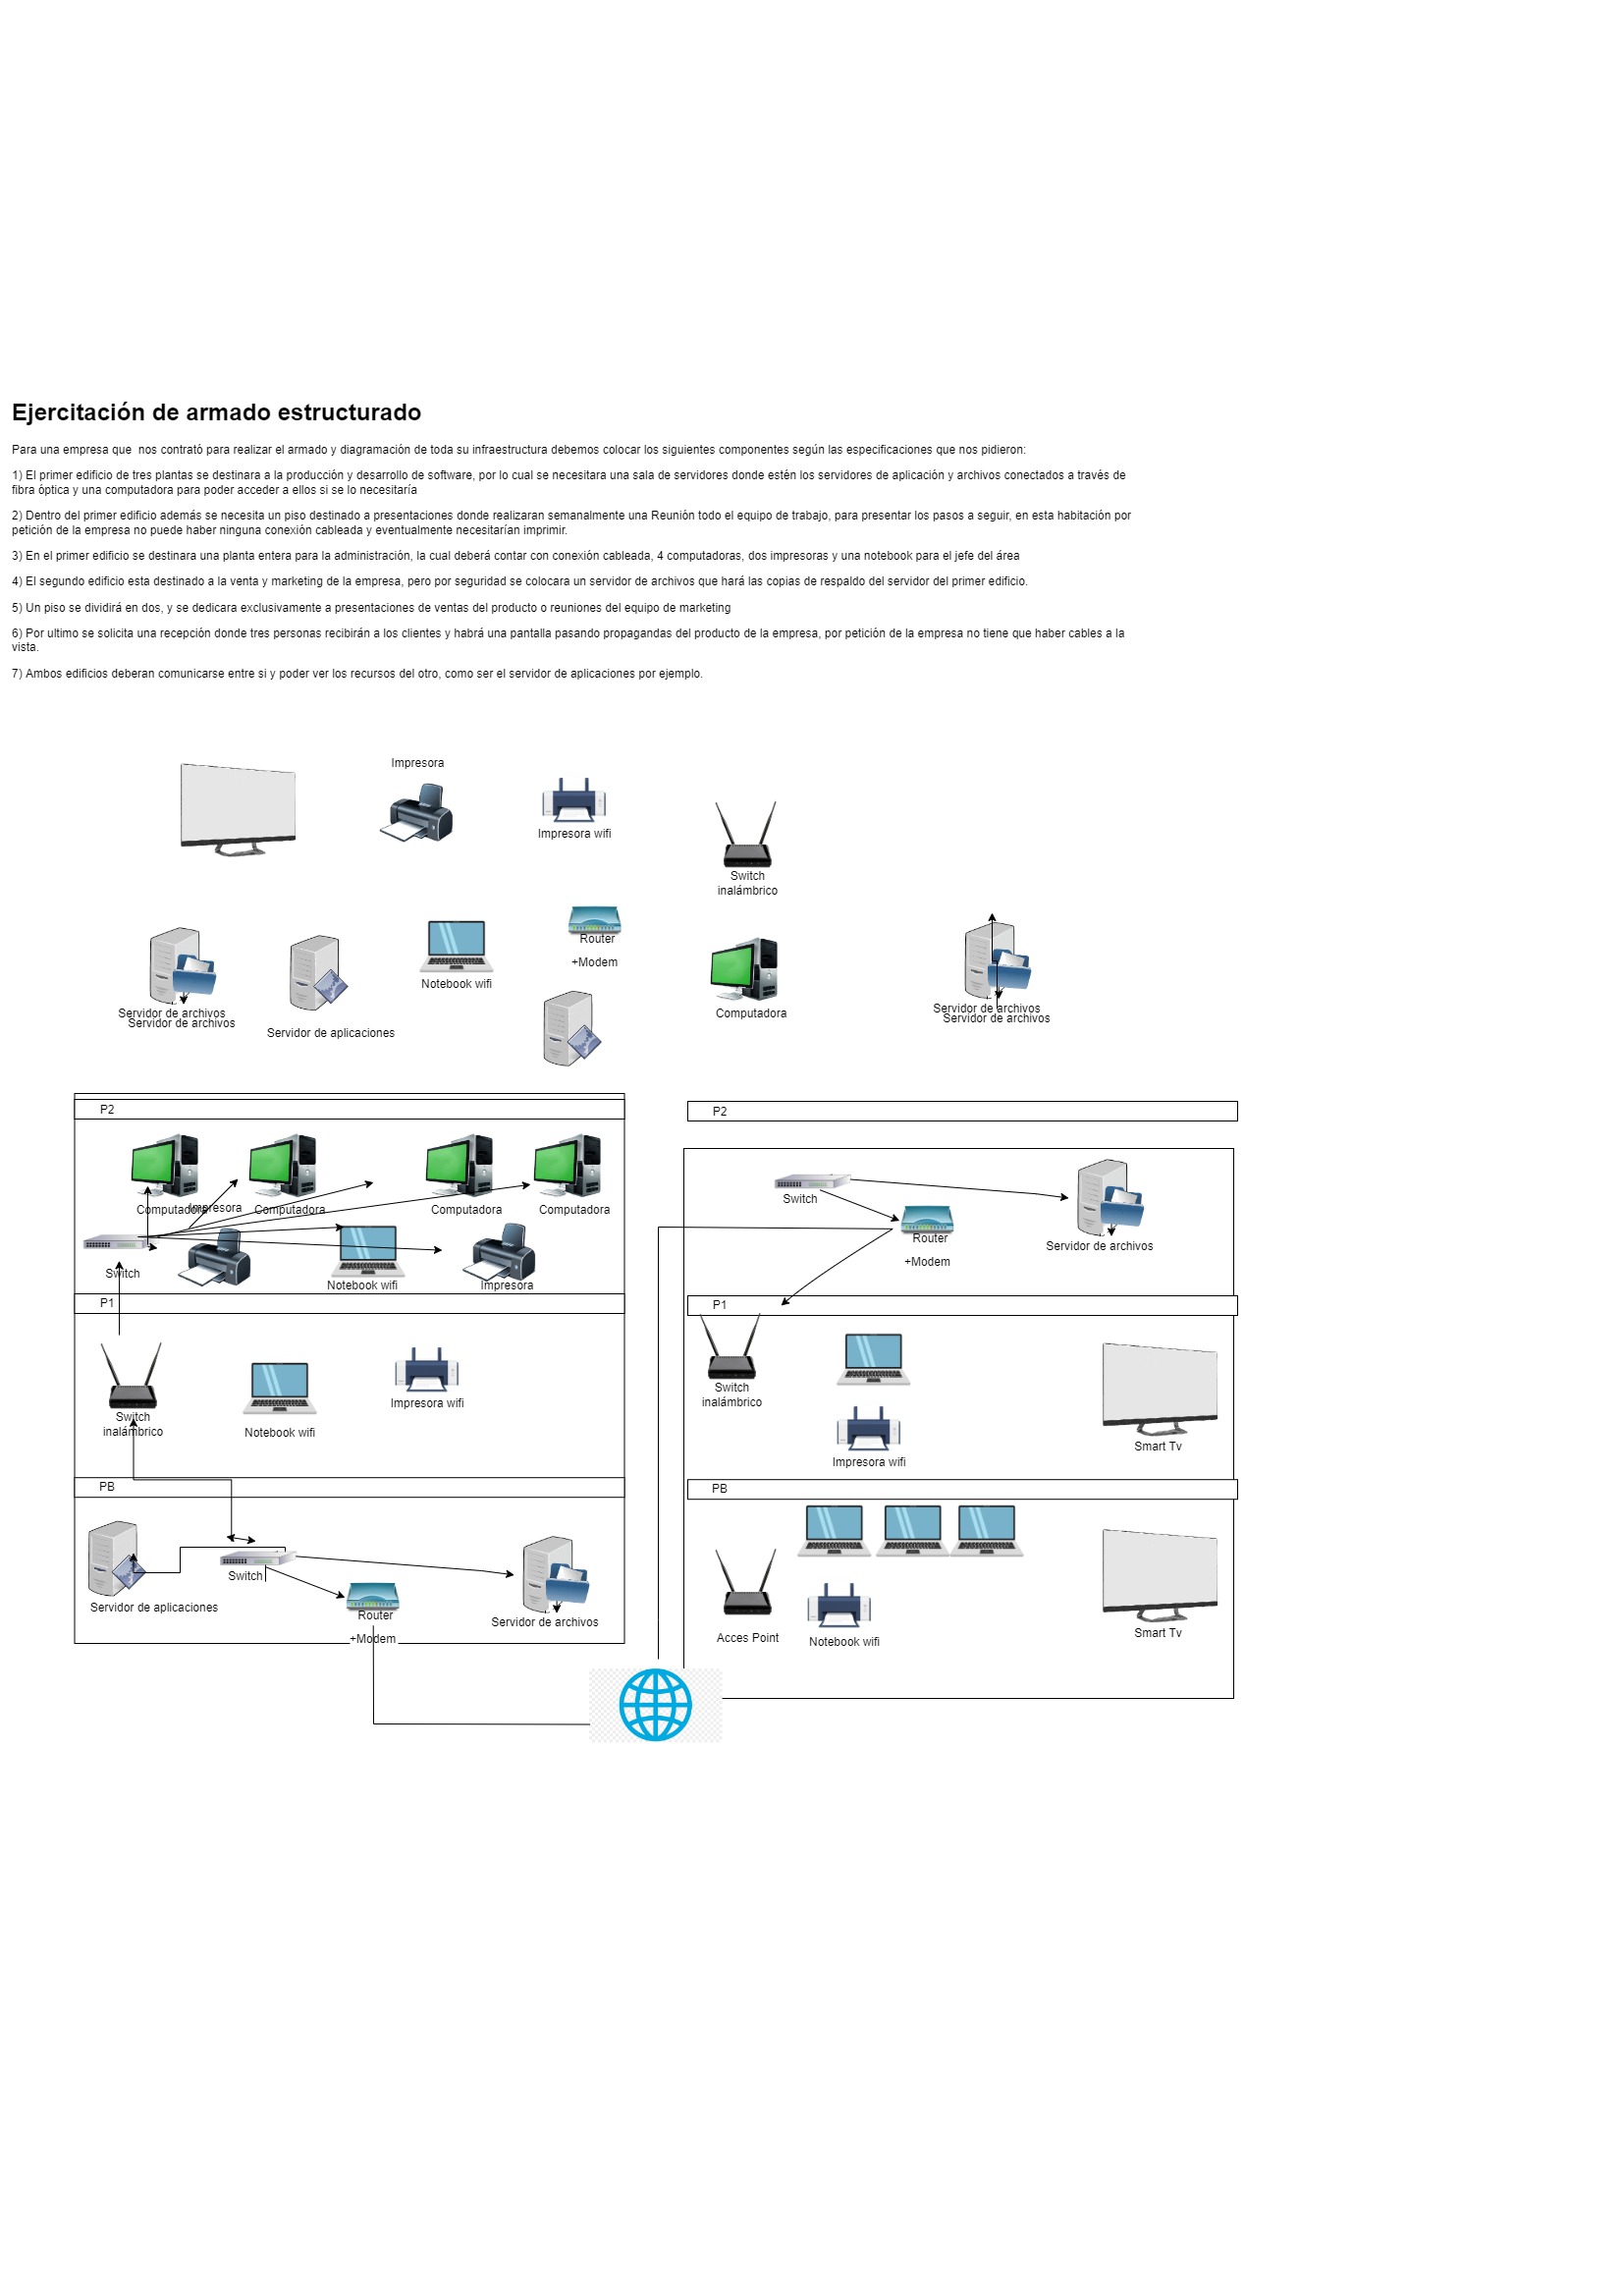 Ejercitación de armado estructurado
Para una empresa que  nos contrató para realizar el armado y diagramación de toda su infraestructura debemos colocar los siguientes componentes según las especificaciones que nos pidieron:
1) El primer edificio de tres plantas se destinara a la producción y desarrollo de software, por lo cual se necesitara una sala de servidores donde estén los servidores de aplicación y archivos conectados a través de
fibra óptica y una computadora para poder acceder a ellos si se lo necesitaría
2) Dentro del primer edificio además se necesita un piso destinado a presentaciones donde realizaran semanalmente una Reunión todo el equipo de trabajo, para presentar los pasos a seguir, en esta habitación por
petición de la empresa no puede haber ninguna conexión cableada y eventualmente necesitarían imprimir.
3) En el primer edificio se destinara una planta entera para la administración, la cual deberá contar con conexión cableada, 4 computadoras, dos impresoras y una notebook para el jefe del área
4) El segundo edificio esta destinado a la venta y marketing de la empresa, pero por seguridad se colocara un servidor de archivos que hará las copias de respaldo del servidor del primer edificio.
5) Un piso se dividirá en dos, y se dedicara exclusivamente a presentaciones de ventas del producto o reuniones del equipo de marketing
6) Por ultimo se solicita una recepción donde tres personas recibirán a los clientes y habrá una pantalla pasando propagandas del producto de la empresa, por petición de la empresa no tiene que haber cables a la
vista.
7) Ambos edificios deberan comunicarse entre si y poder ver los recursos del otro, como ser el servidor de aplicaciones por ejemplo.
Impresora
Impresora wifi
Switch
inalámbrico
Servidor de archivos
Servidor de archivos
Servidor de aplicaciones
Notebook wifi
Router
+Modem
Computadora
Servidor de archivos
Servidor de archivos
P2
Computadora
Impresora
Computadora
Computadora
Computadora
Switch
Notebook wifi
Impresora
P1
Switch
inalámbrico
Notebook wifi
Impresora wifi
PB
Servidor de aplicaciones
Switch
Router
+Modem
Servidor de archivos
P2
Switch
Router
+Modem
Servidor de archivos
P1
Switch
inalámbrico
Impresora wifi
Smart Tv
PB
Acces Point
Notebook wifi
Smart Tv